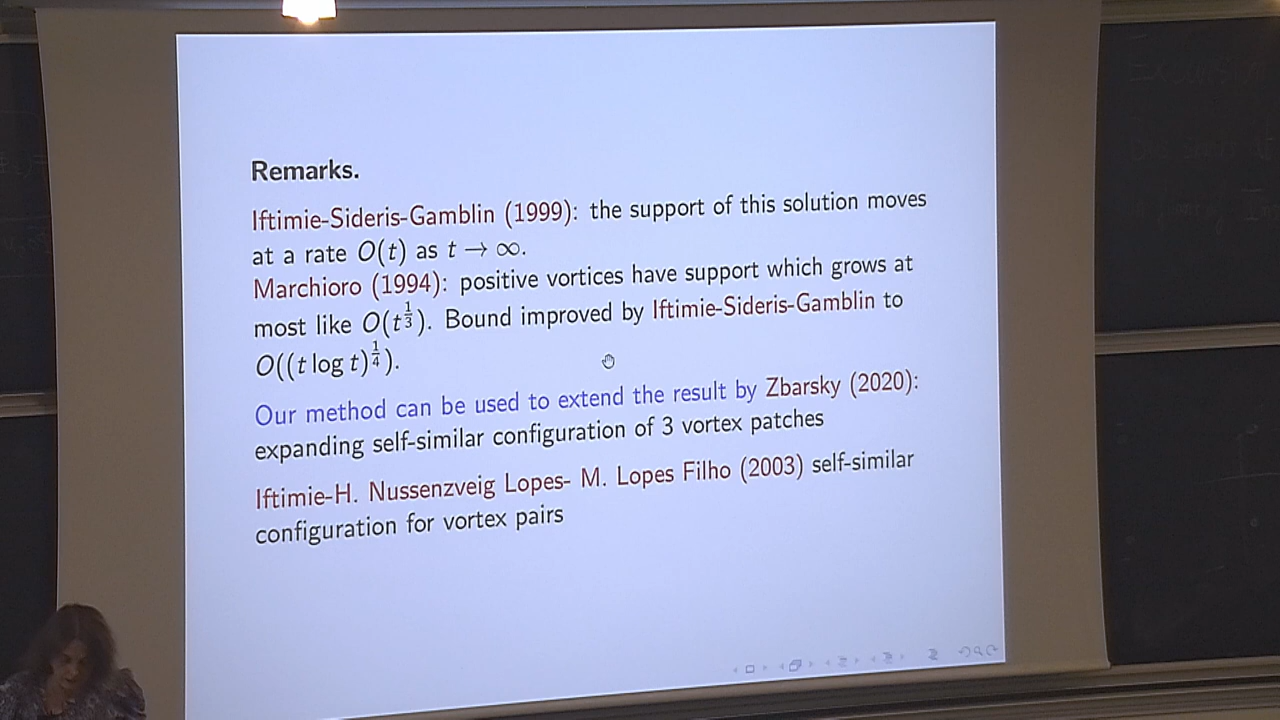 Remarks.
Iftimie-Sideris-Gamblin (1999): the support of this solution moves
at a rate O(t) as t → ∞.
Marchioro (1994): positive vortices have support which grows at
most like O(t^{1/3}). Bound improved by Iftimie-Sideris-Gamblin to
O((t log t)^{1/4}).
Our method can be used to extend the result by Zbarsky (2020):
expanding self-similar configuration of 3 vortex patches
Iftimie-H. Nussenzveig Lopes- M. Lopes Filho (2003) self-similar
configuration for vortex pairs